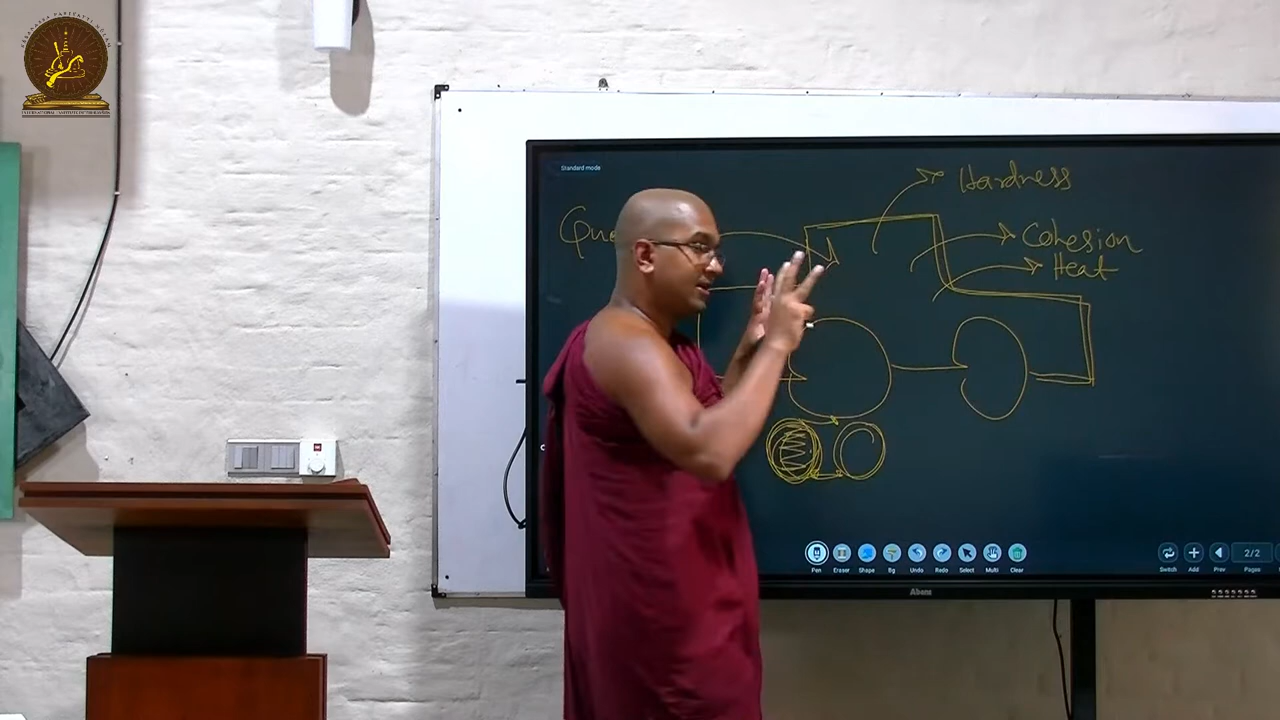 Standard mode
Hardness
Cohesion
Heat
Pen Eraser Shape Bg Undo Redo Select Multi Clear
Switch Add Prev 2/2 Pages